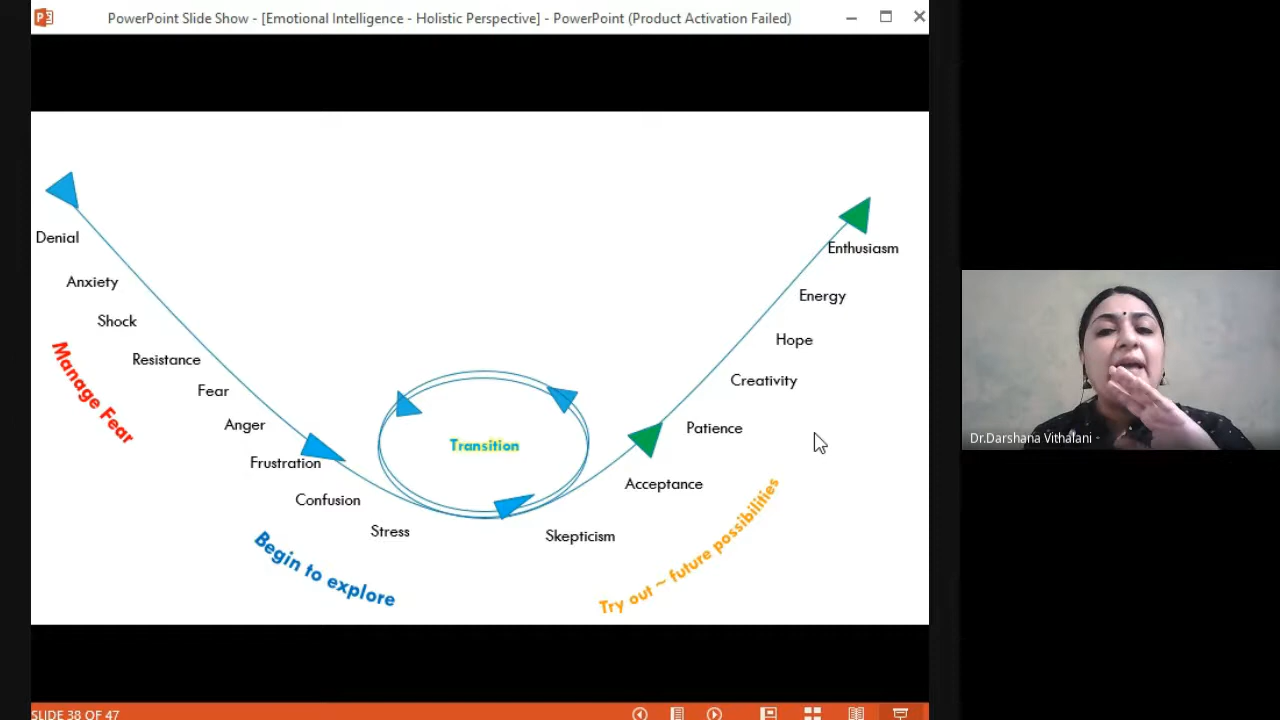 PowerPoint Slide Show - [Emotional Intelligence - Holistic Perspective] - PowerPoint (Product Activation Failed)
Denial
Anxiety
Shock
Resistance
Fear
Anger
Frustration
Confusion
Stress
Manage Fear
Begin to explore
Transition
Skepticism
Acceptance
Patience
Creativity
Hope
Energy
Enthusiasm
Try out ~ future possibilities
Dr.Darshana Vithalani -
SLIDE 38 OF 47